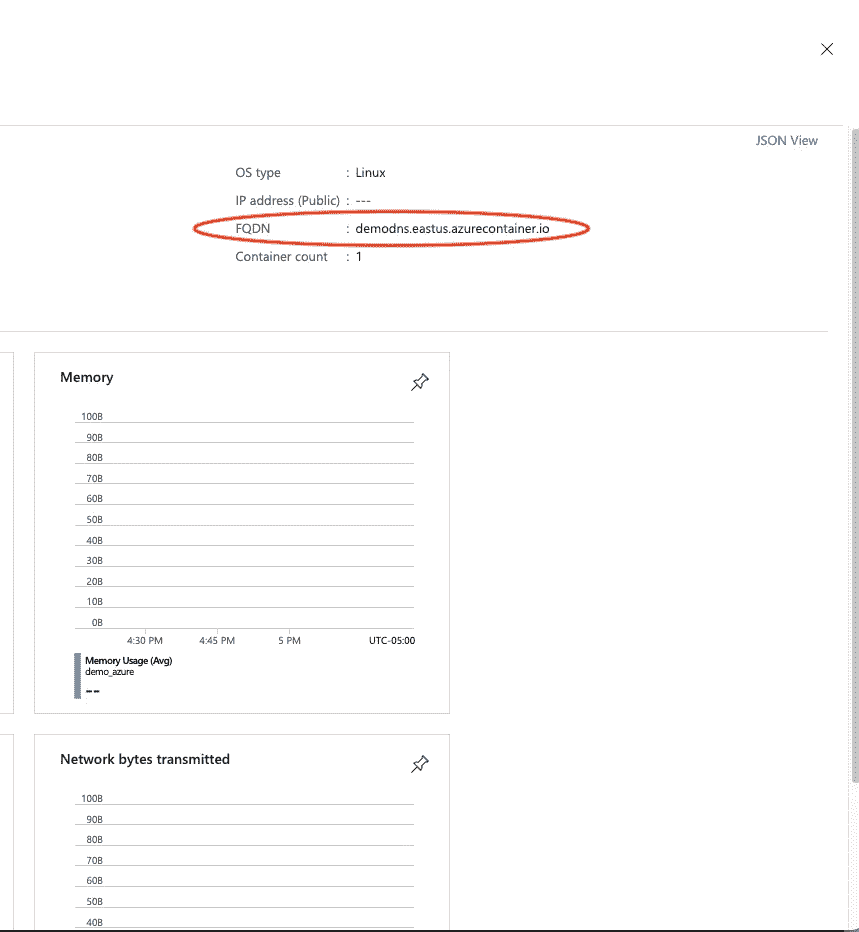 JSON View
OS type : Linux
IP address (Public) : ---
FQDN : demodns.eastus.azurecontainer.io
Container count : 1
Memory
100B
90B
80B
70B
60B
50B
40B
30B
20B
10B
0B
4:30 PM 4:45 PM 5 PM UTC-05:00
Memory Usage (Avg)
demo_azure
--
Network bytes transmitted
100B
90B
80B
70B
60B
50B
40B